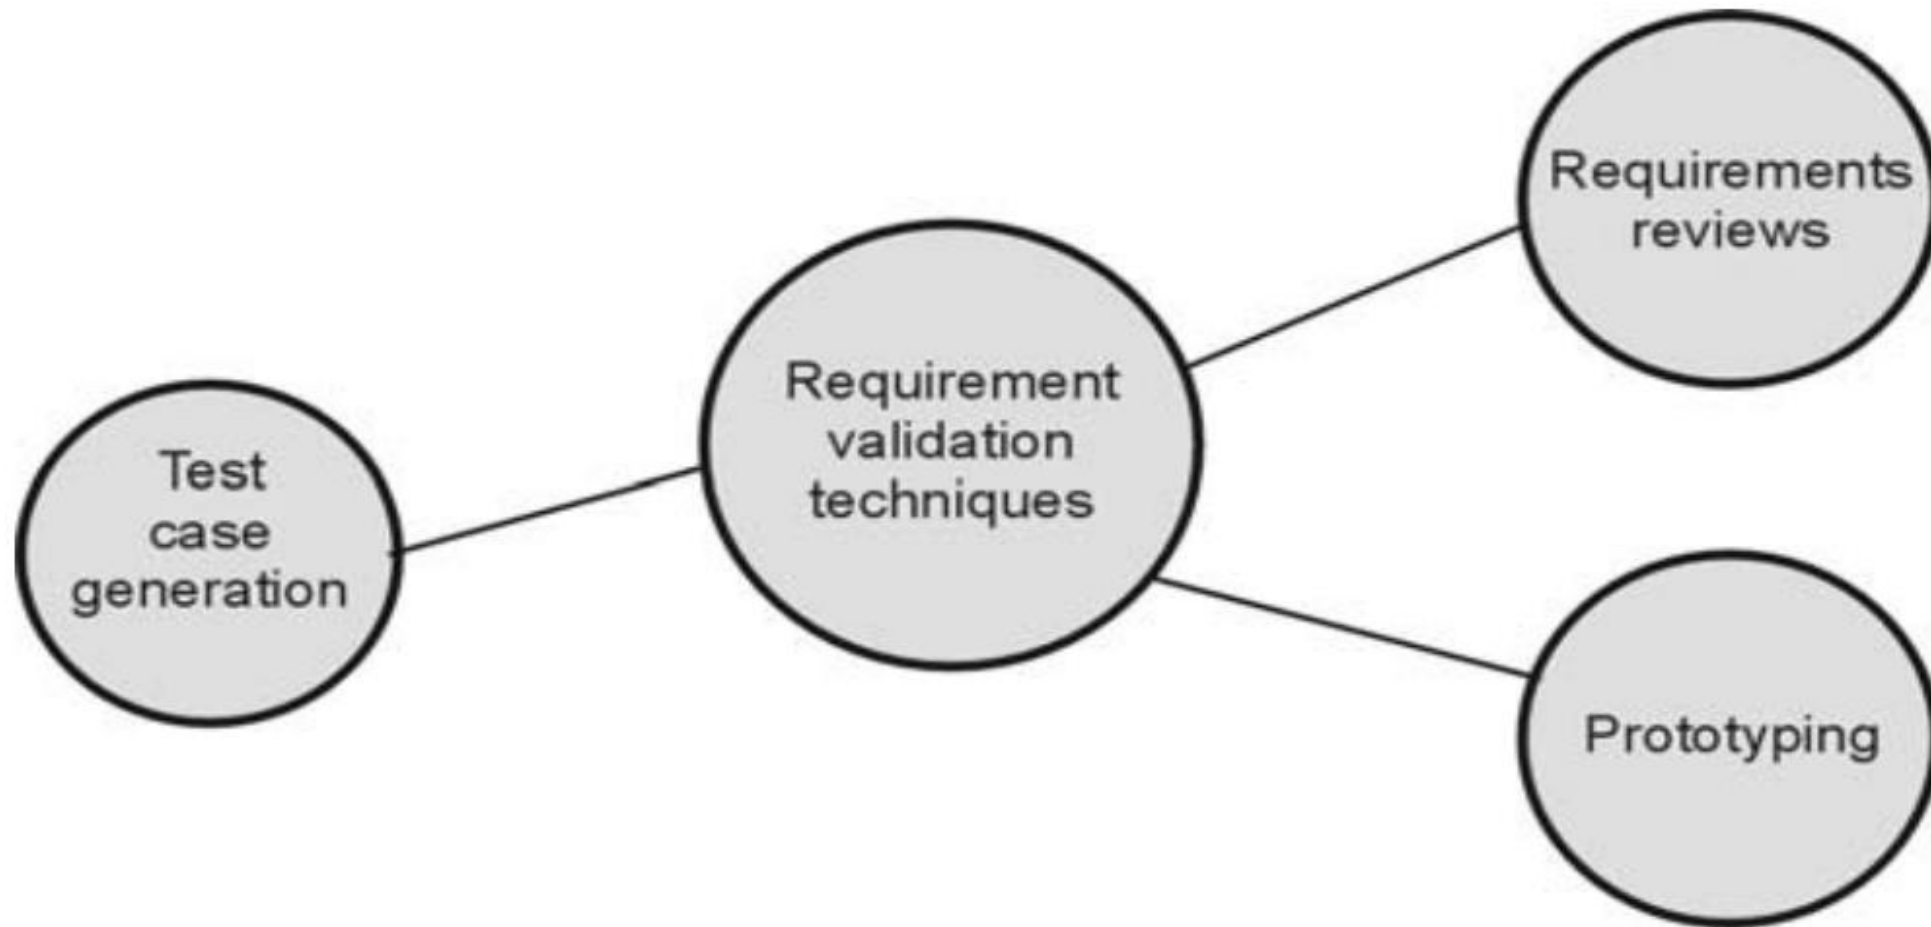 Requirements
reviews
Requirement
validation
techniques
Test
case
generation
Prototyping